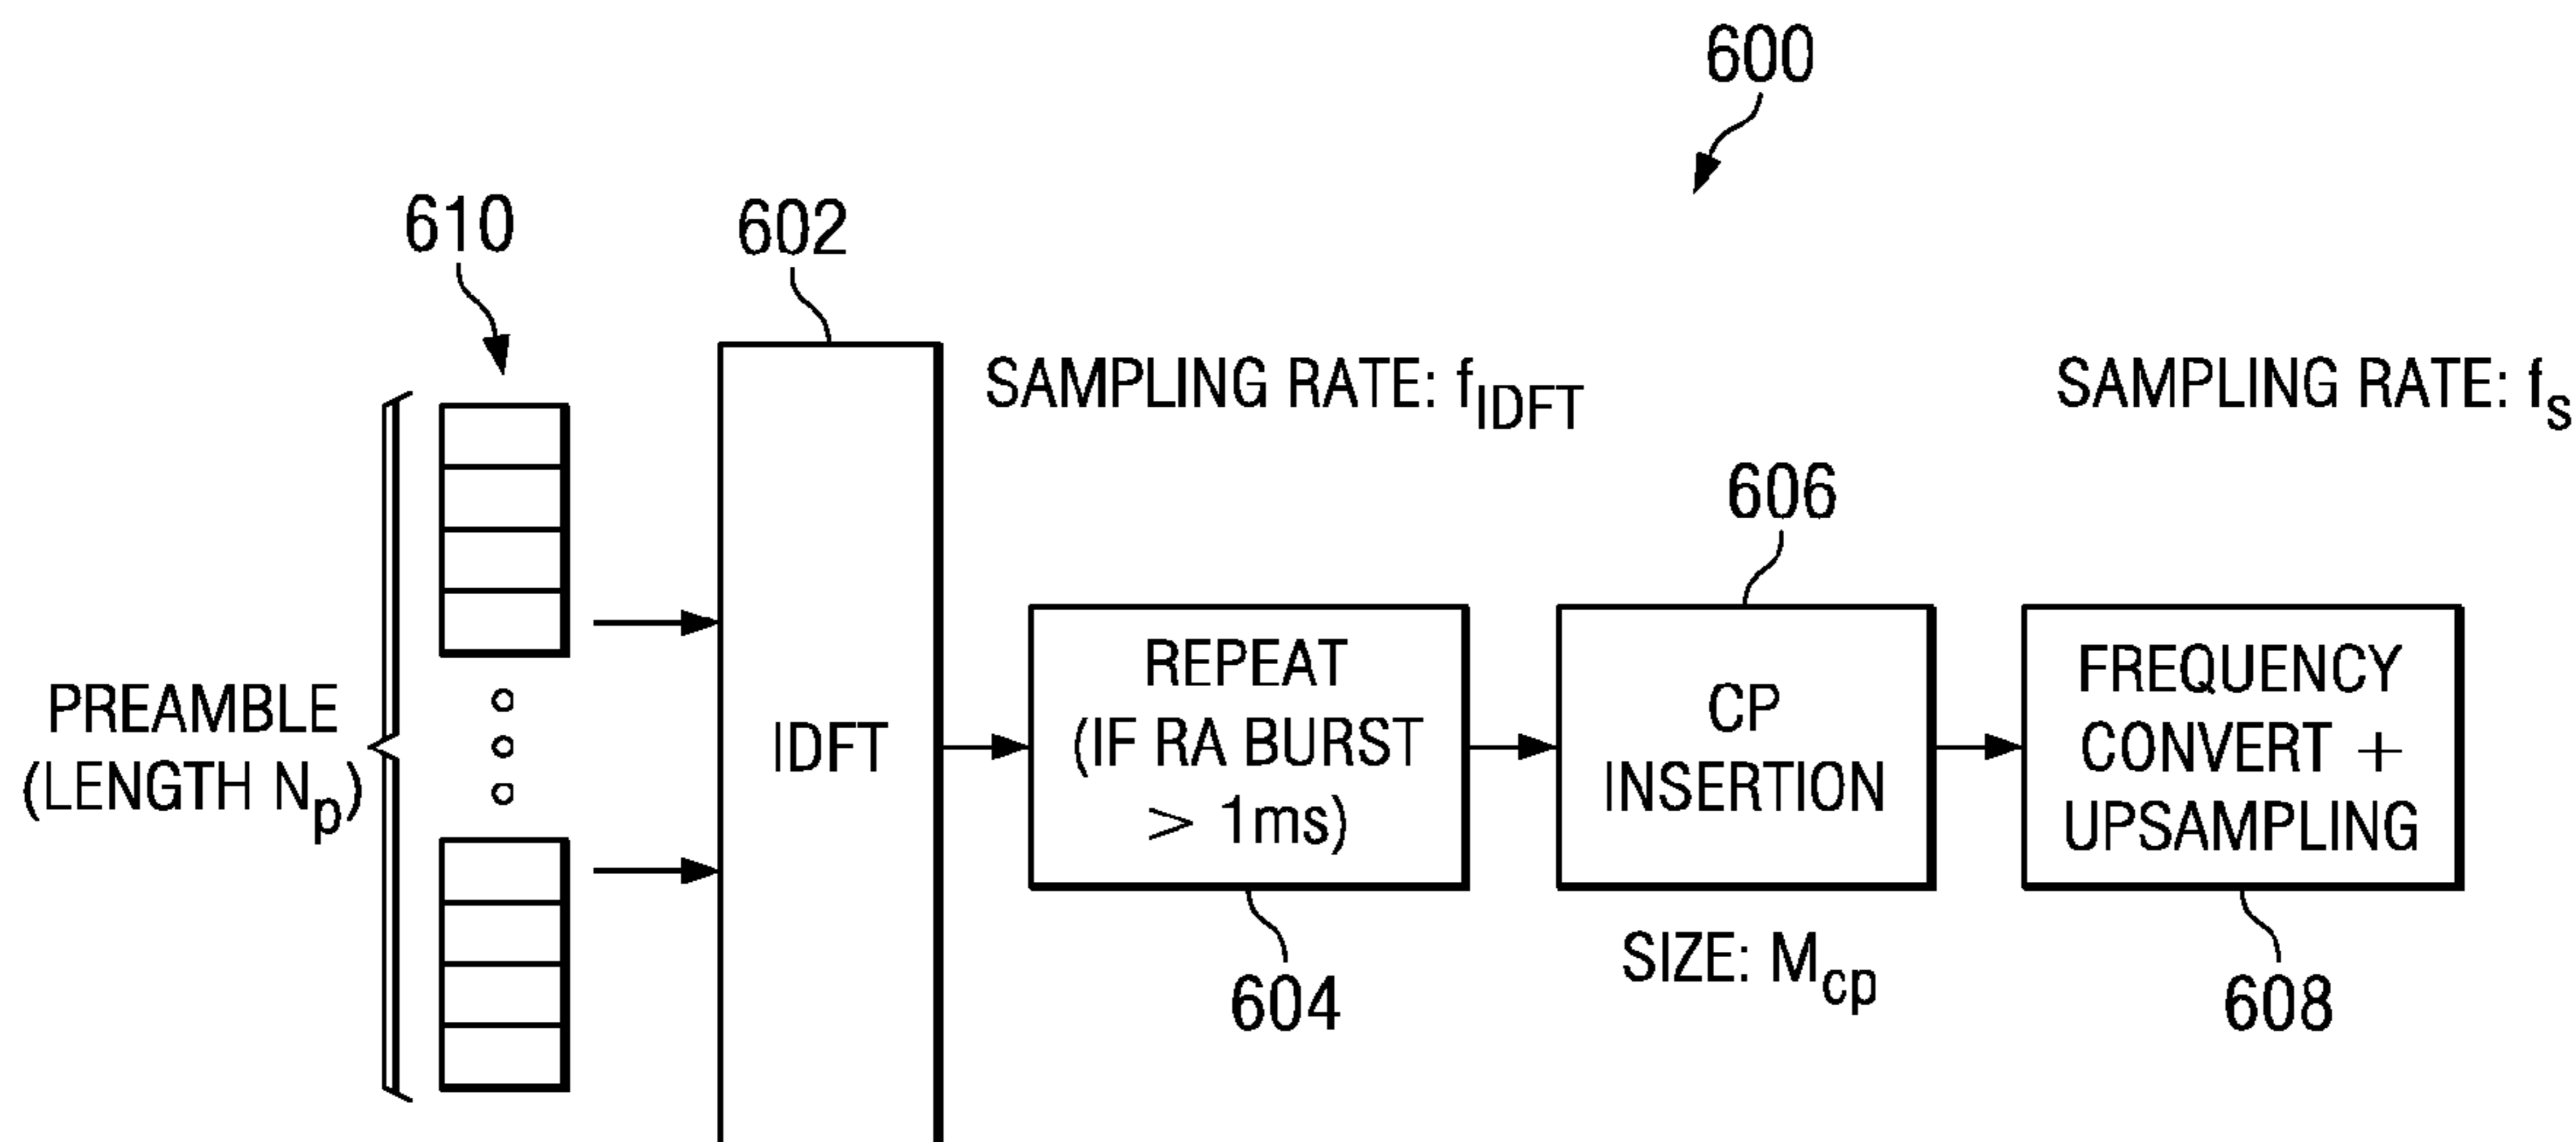 600
610
602
SAMPLING RATE: fIDFT
SAMPLING RATE: fs
606
PREAMBLE
(LENGTH Np)
IDFT
REPEAT
(IF RA BURST
> 1ms)
CP
INSERTION
FREQUENCY
CONVERT +
UPSAMPLING
SIZE: Mcp
604
608